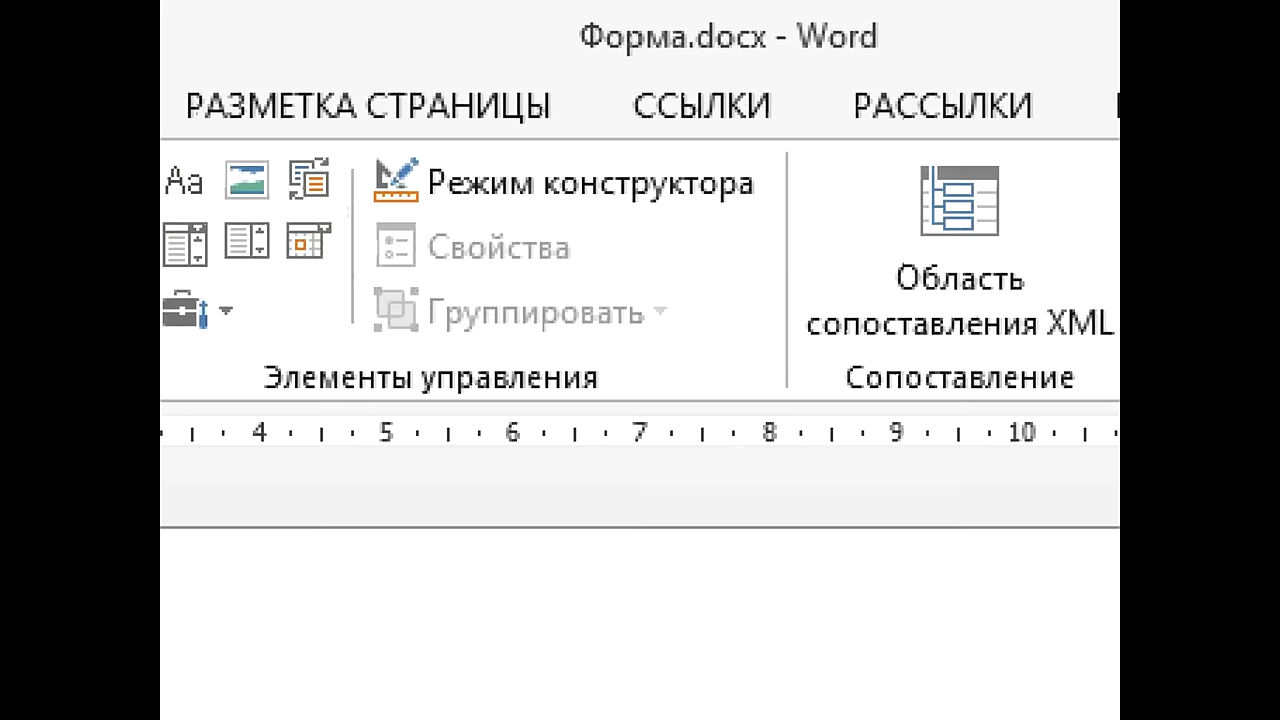 Форма.docx - Word
РАЗМЕТКА СТРАНИЦЫ ССЫЛКИ РАССЫЛКИ
Aa Режим конструктора
Свойства
Группировать
Область
сопоставления XML
Элементы управления Сопоставление
4 5 6 7 8 9 10